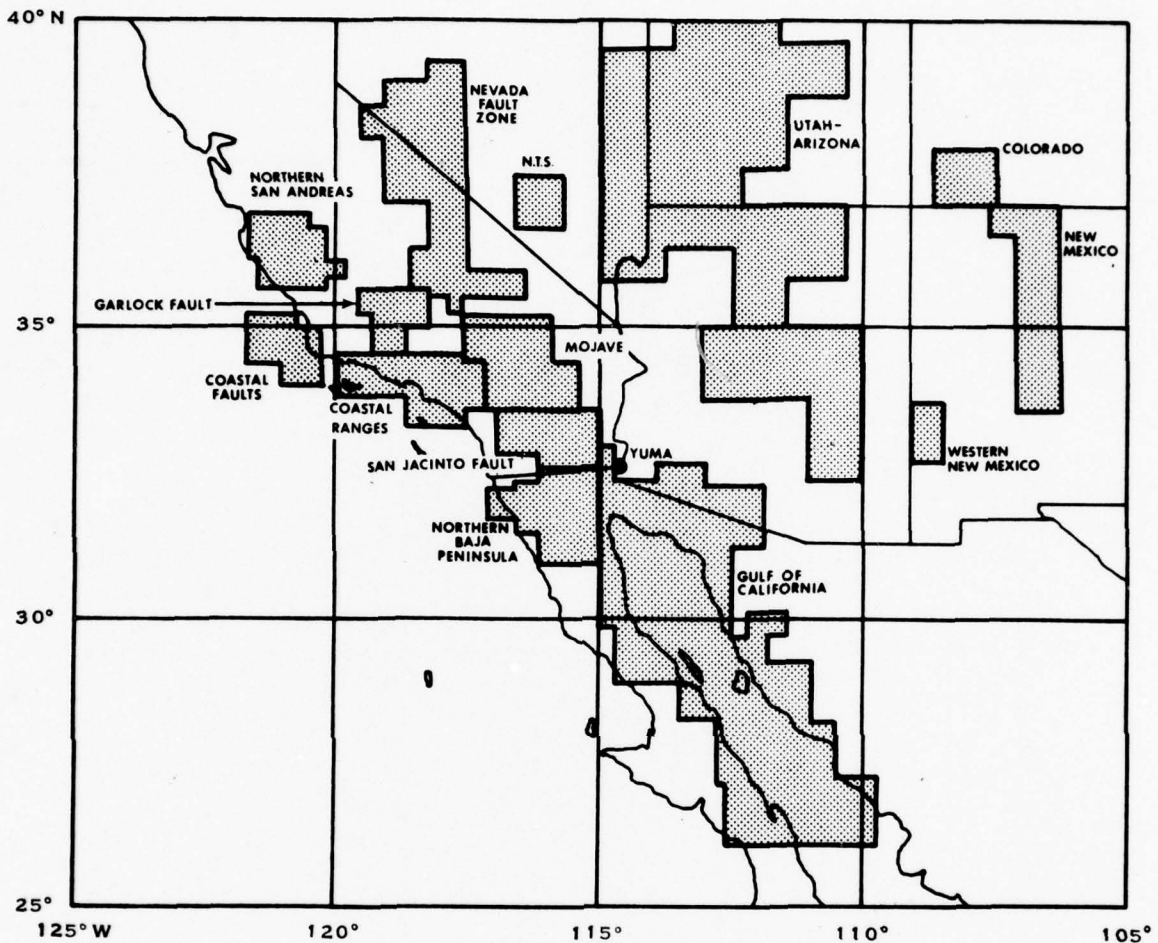 40° N
NEVADA
FAULT
ZONE
UTAH-
ARIZONA
COLORADO
N.T.S.
NORTHERN
SAN ANDREAS
NEW
MEXICO
GARLOCK FAULT
35°
MOJAVE
COASTAL
FAULTS
COASTAL
RANGES
YUMA
WESTERN
NEW MEXICO
SAN JACINTO FAULT
NORTHERN
BAJA
PENINSULA
GULF OF
CALIFORNIA
30°
25°
125° W
120°
115°
110°
105°